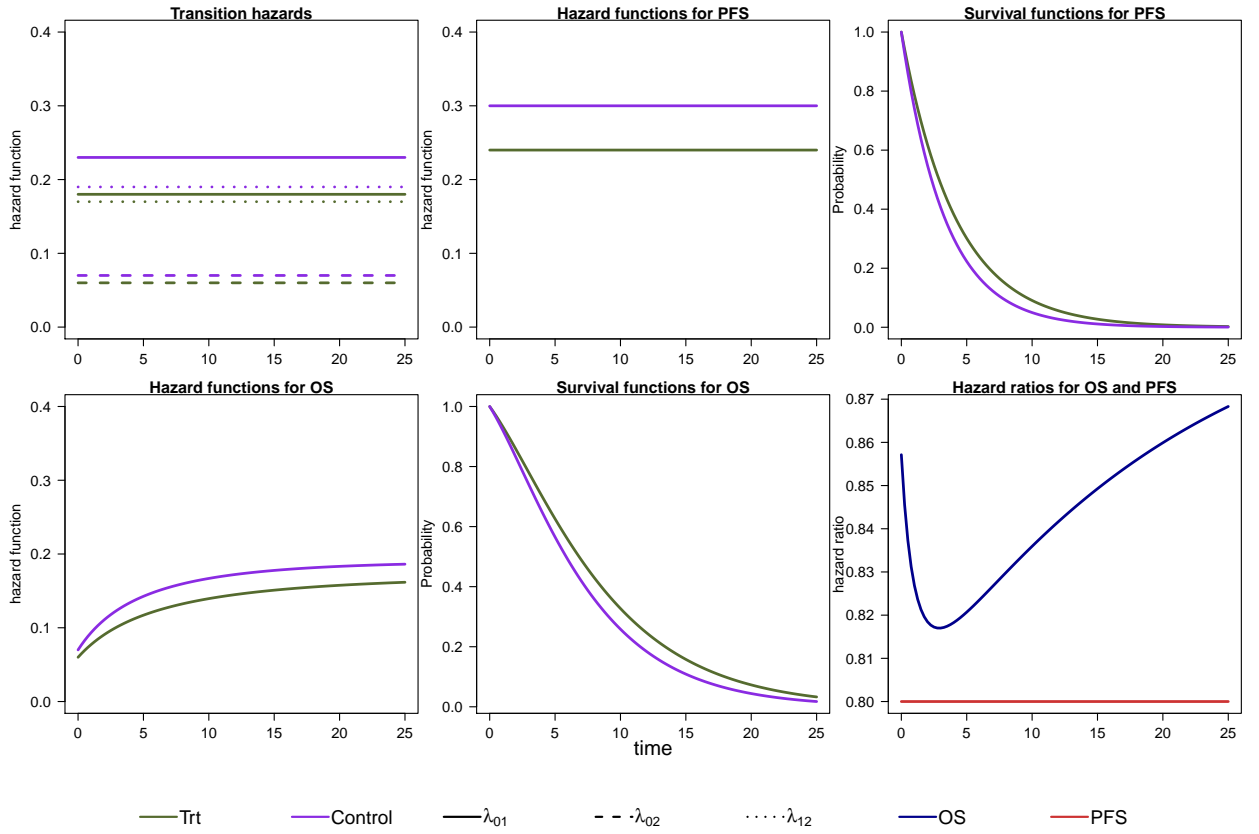 Transition hazards
hazard function
0.4
0.3
0.2
0.1
0.0
0 5 10 15 20 25
Hazard functions for PFS
hazard function
0.4
0.3
0.2
0.1
0.0
0 5 10 15 20 25
Survival functions for PFS
Probability
1.0
0.8
0.6
0.4
0.2
0.0
0 5 10 15 20 25
Hazard functions for OS
hazard function
0.4
0.3
0.2
0.1
0.0
0 5 10 15 20 25
Survival functions for OS
Probability
1.0
0.8
0.6
0.4
0.2
0.0
0 5 10 15 20 25
time
Hazard ratios for OS and PFS
hazard ratio
0.87
0.86
0.85
0.84
0.83
0.82
0.81
0.80
0 5 10 15 20 25
Trt Control λ01 λ02 λ12 OS PFS